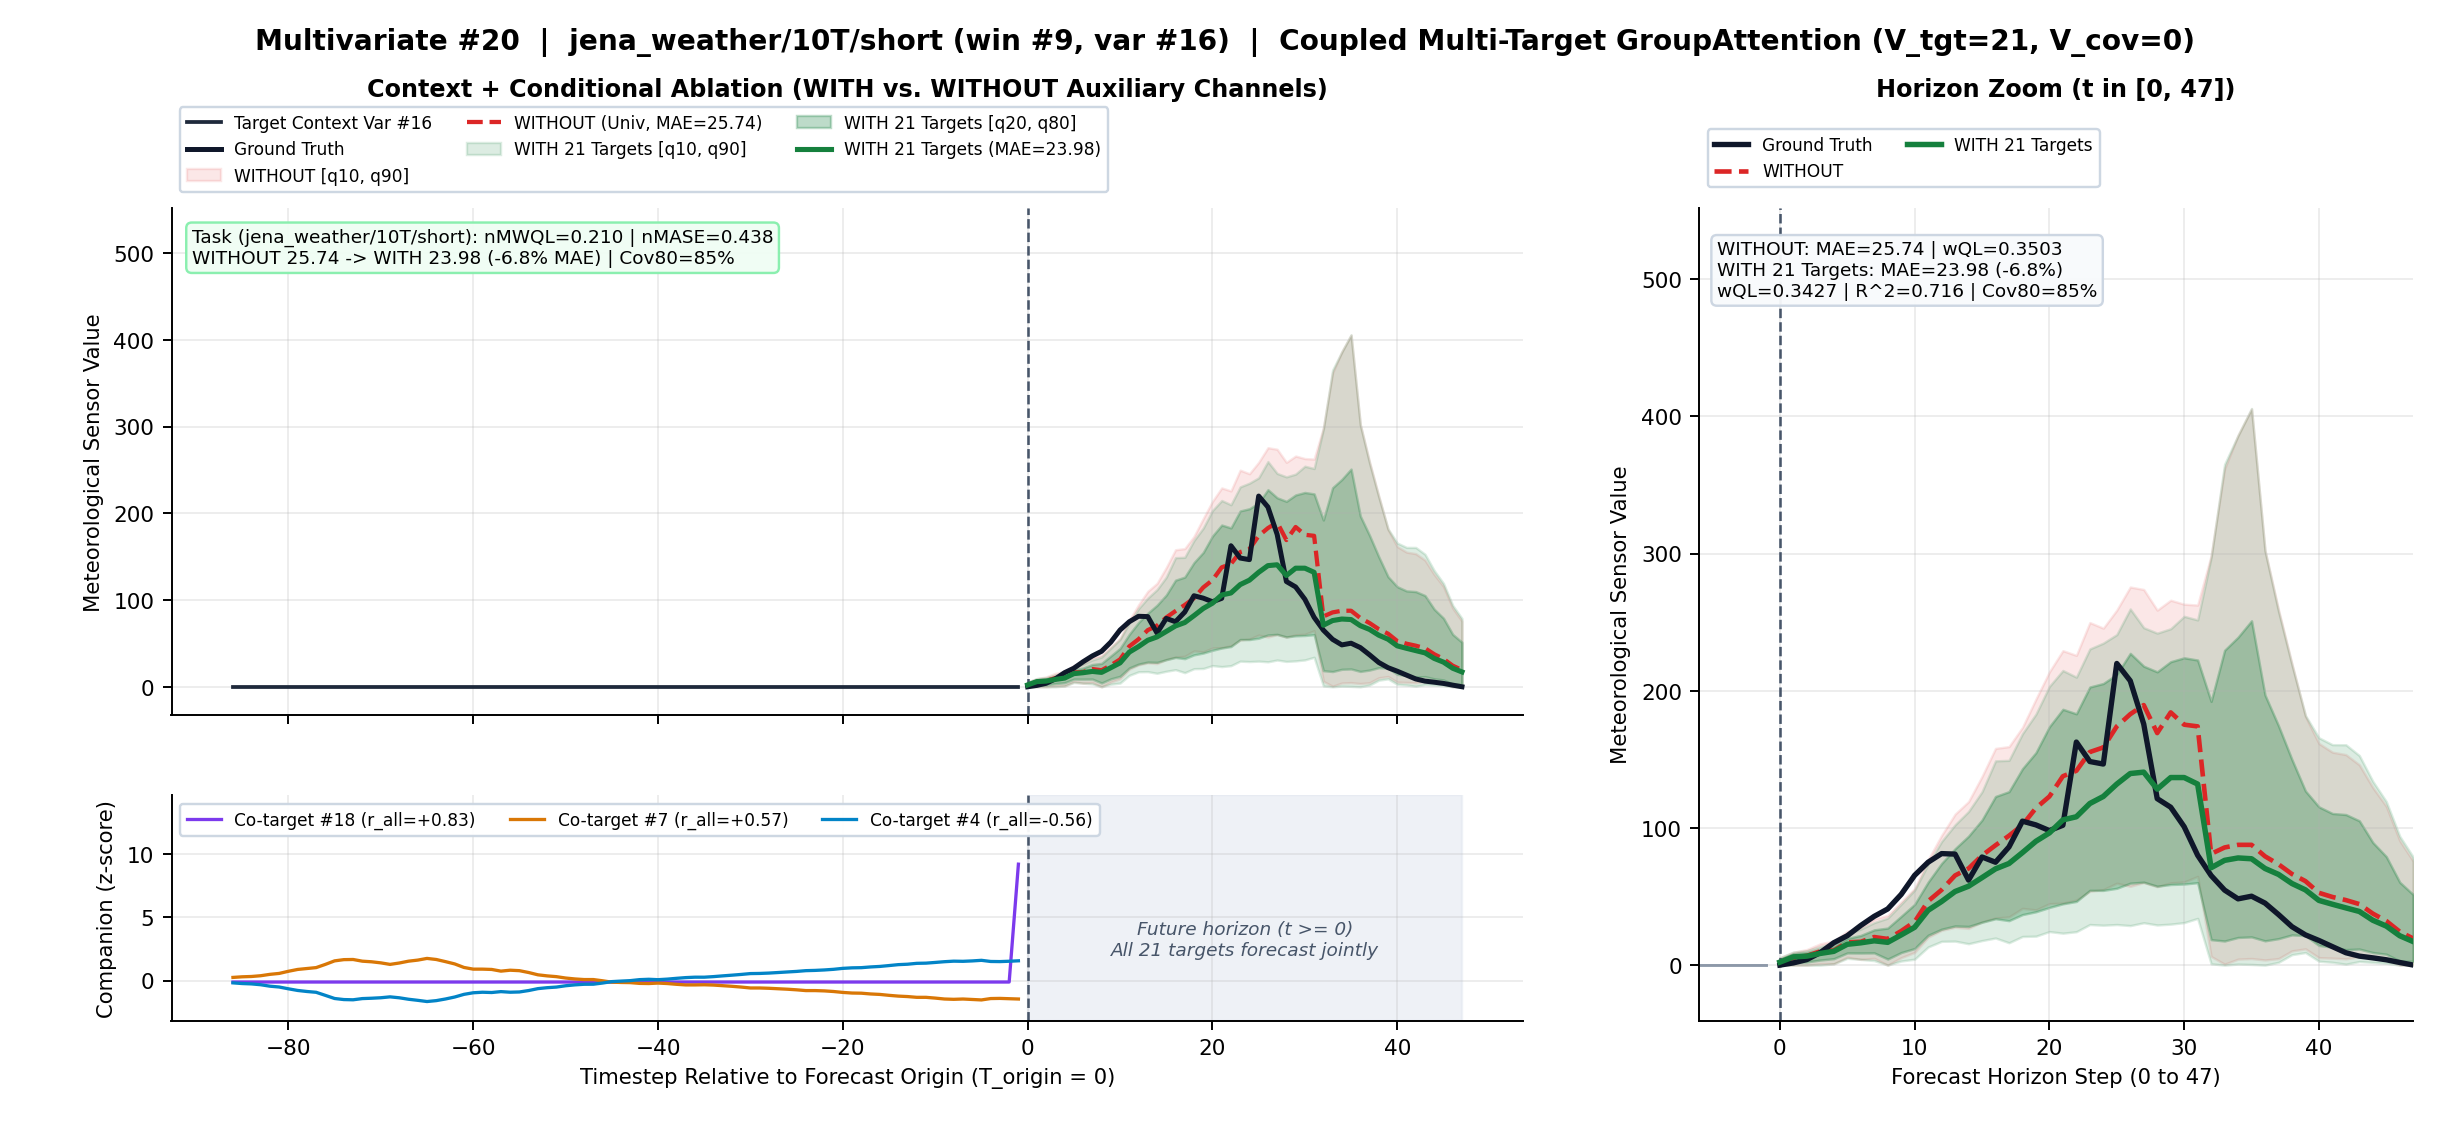 Multivariate #20 | jena_weather/10T/short (win #9, var #16) | Coupled Multi-Target GroupAttention (V_tgt=21, V_cov=0)
Context + Conditional Ablation (WITH vs. WITHOUT Auxiliary Channels)
Target Context Var #16
Ground Truth
WITHOUT [q10, q90]
WITHOUT (Univ, MAE=25.74)
WITH 21 Targets [q10, q90]
WITH 21 Targets [q20, q80]
WITH 21 Targets (MAE=23.98)
Task (jena_weather/10T/short): nMWQL=0.210 | nMASE=0.438
WITHOUT 25.74 -> WITH 23.98 (-6.8% MAE) | Cov80=85%
Meteorological Sensor Value
500
400
300
200
100
0
Co-target #18 (r_all=+0.83)
Co-target #7 (r_all=+0.57)
Co-target #4 (r_all=-0.56)
Companion (z-score)
10
5
0
Future horizon (t >= 0)
All 21 targets forecast jointly
−80
−60
−40
−20
0
20
40
Timestep Relative to Forecast Origin (T_origin = 0)
Horizon Zoom (t in [0, 47])
Ground Truth
WITHOUT
WITH 21 Targets
WITHOUT: MAE=25.74 | wQL=0.3503
WITH 21 Targets: MAE=23.98 (-6.8%)
wQL=0.3427 | R^2=0.716 | Cov80=85%
Meteorological Sensor Value
500
400
300
200
100
0
0
10
20
30
40
Forecast Horizon Step (0 to 47)